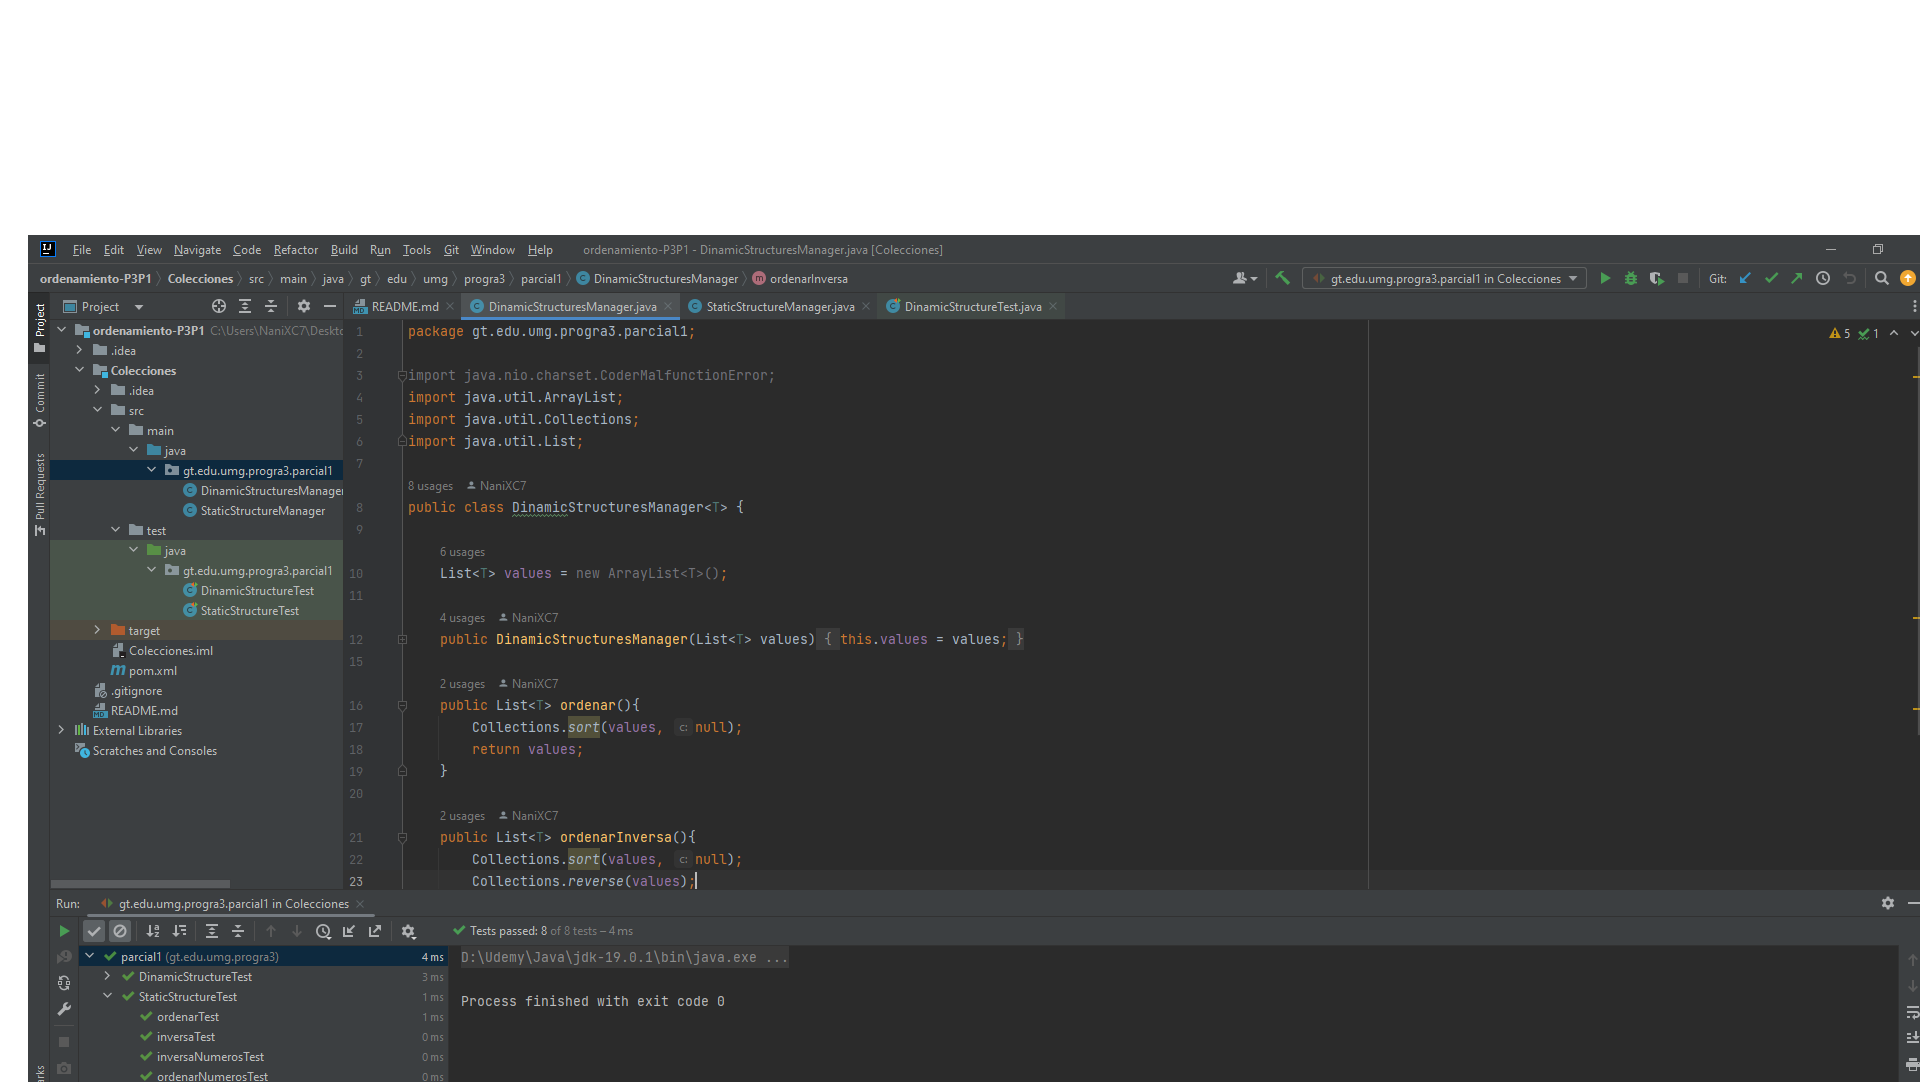 File Edit View Navigate Code Refactor Build Run Tools Git Window Help ordenamiento-P3P1 - DinamicStructuresManager.java [Colecciones]
ordenamiento-P3P1 Colecciones src main java gt edu umg progra3 parcial1 DinamicStructuresManager ordenarInversa gt.edu.umg.progra3.parcial1 in Colecciones Git:
Project README.md DinamicStructuresManager.java StaticStructureManager.java DinamicStructureTest.java
Project
Commit
Pull Requests
ordenamiento-P3P1 C:\Users\NaniXC7\Deskto
.idea
Colecciones
.idea
src
main
java
gt.edu.umg.progra3.parcial1
DinamicStructuresManager
StaticStructureManager
test
java
gt.edu.umg.progra3.parcial1
DinamicStructureTest
StaticStructureTest
target
Colecciones.iml
pom.xml
.gitignore
README.md
External Libraries
Scratches and Consoles
5 1
1 package gt.edu.umg.progra3.parcial1;
2
3 import java.nio.charset.CoderMalfunctionError;
4 import java.util.ArrayList;
5 import java.util.Collections;
6 import java.util.List;
7
8 usages NaniXC7
8 public class DinamicStructuresManager<T> {
9
6 usages
10 List<T> values = new ArrayList<T>();
11
4 usages NaniXC7
12 public DinamicStructuresManager(List<T> values) { this.values = values; }
15
2 usages NaniXC7
16 public List<T> ordenar(){
17 Collections.sort(values, c: null);
18 return values;
19 }
20
2 usages NaniXC7
21 public List<T> ordenarInversa(){
22 Collections.sort(values, c: null);
23 Collections.reverse(values);
Run: gt.edu.umg.progra3.parcial1 in Colecciones
Tests passed: 8 of 8 tests – 4 ms
parcial1 (gt.edu.umg.progra3) 4 ms
DinamicStructureTest 3 ms
StaticStructureTest 1 ms
ordenarTest 1 ms
inversaTest 0 ms
inversaNumerosTest 0 ms
ordenarNumerosTest 0 ms
D:\Udemy\Java\jdk-19.0.1\bin\java.exe ...
Process finished with exit code 0